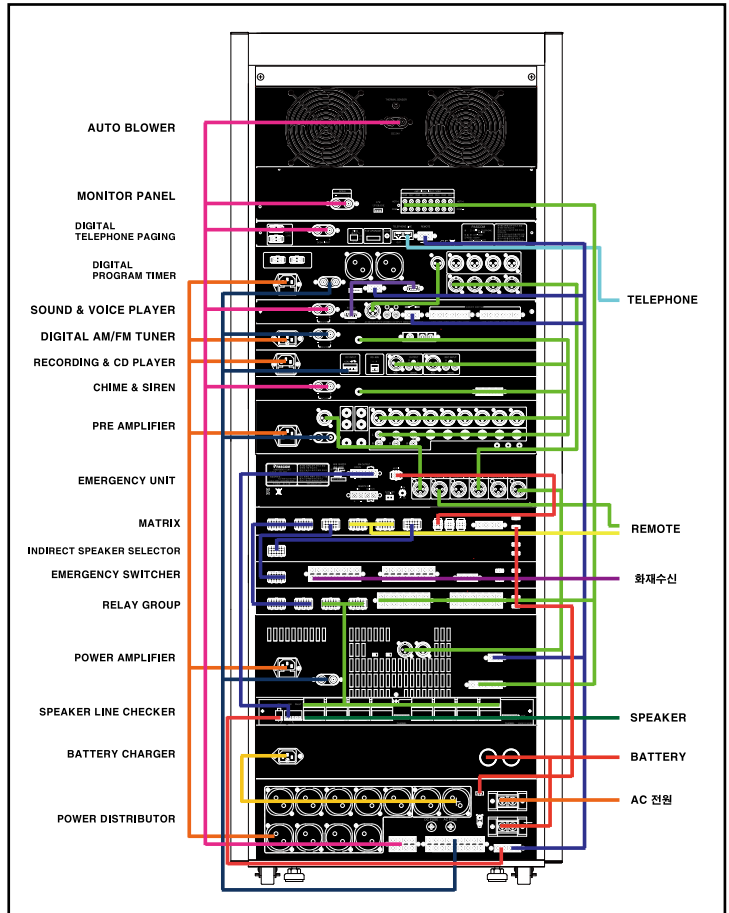 AUTO BLOWER
MONITOR PANEL
DIGITAL
TELEPHONE PAGING
DIGITAL
PROGRAM TIMER
TELEPHONE
SOUND & VOICE PLAYER
DIGITAL AM/FM TUNER
RECORDING & CD PLAYER
CHIME & SIREN
PRE AMPLIFIER
EMERGENCY UNIT
MATRIX
REMOTE
INDIRECT SPEAKER SELECTOR
EMERGENCY SWITCHER
화재수신
RELAY GROUP
POWER AMPLIFIER
SPEAKER LINE CHECKER
SPEAKER
BATTERY CHARGER
BATTERY
AC 전원
POWER DISTRIBUTOR